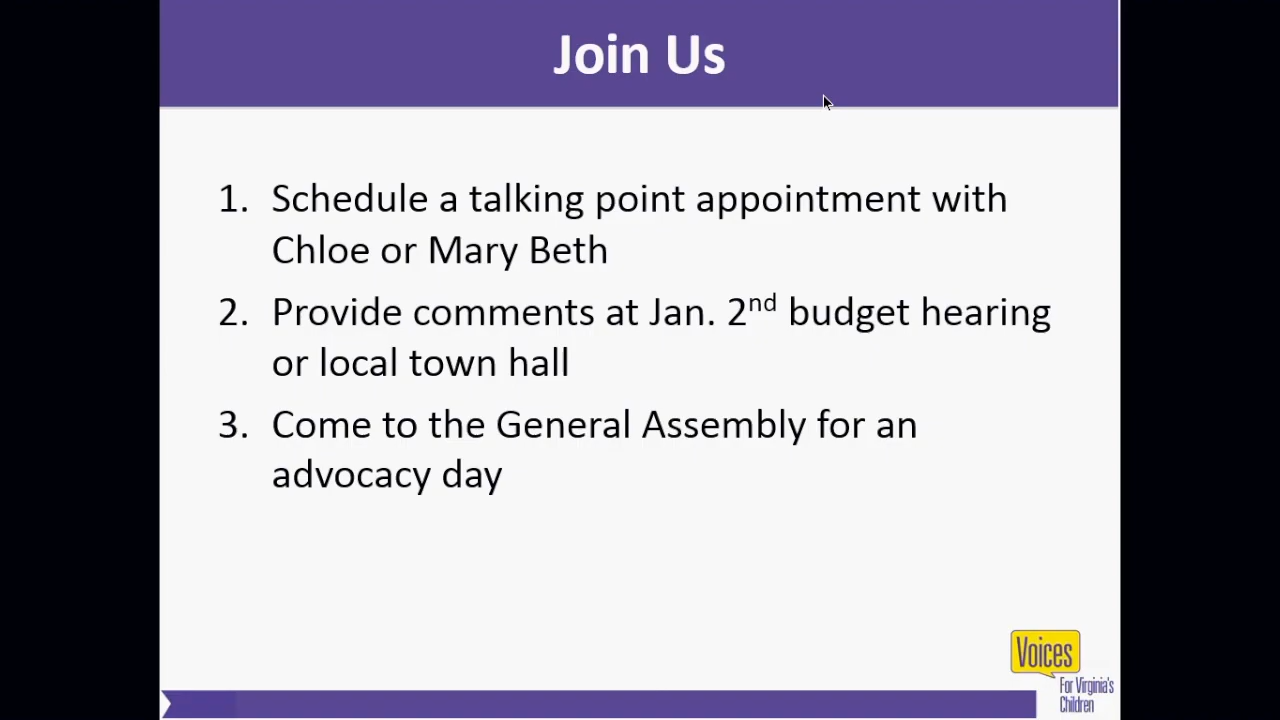 Join Us
1. Schedule a talking point appointment with
Chloe or Mary Beth
2. Provide comments at Jan. 2nd budget hearing
or local town hall
3. Come to the General Assembly for an
advocacy day
Voices
For Virginia's
Children